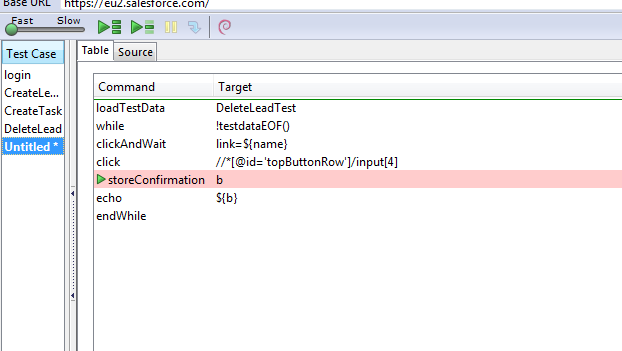 Base URL https://eu2.salesforce.com/
Fast Slow
Test Case
login
CreateLe...
CreateTask
DeleteLead
Untitled *
Table Source
Command Target
loadTestData DeleteLeadTest
while !testdataEOF()
clickAndWait link=${name}
click //*[@id='topButtonRow']/input[4]
storeConfirmation b
echo ${b}
endWhile